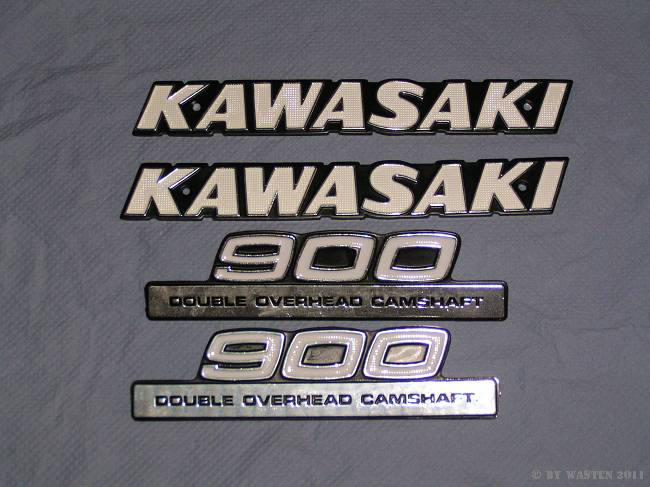 KAWASAKI
KAWASAKI
900
DOUBLE OVERHEAD CAMSHAFT
900
DOUBLE OVERHEAD CAMSHAFT
© BY WASTEN 2011